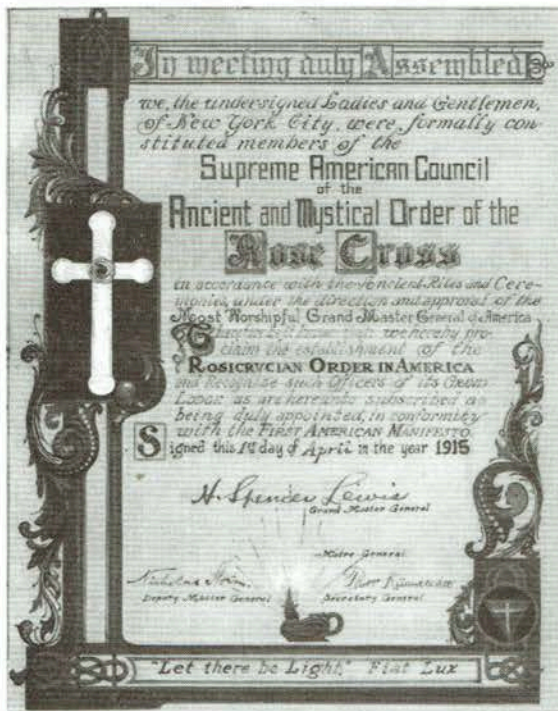 In meeting duly Assembled
we, the undersigned Ladies and Gentlemen,
of New York City, were formally con-
stituted members of the
Supreme American Council
of the
Ancient and Mystical Order of the
Rose Cross
in accordance with the Ancient Rites and Cere-
monies, under the direction and approval of the
Most Worshipful Grand Master General of America
we hereby pro-
claim the establishment of the
ROSICRVCIAN ORDER IN AMERICA
and Recognize such Officers of its GRAND
LODGE as are hereunto subscribed as
being duly appointed, in conformity
with the FIRST AMERICAN MANIFESTO
Signed this 1st day of April in the year 1915
H. Spencer Lewis
Grand Master General
Matre General
Nicholas
Thor
Deputy Master General
Secretary General
"Let there be Light," Fiat Lux